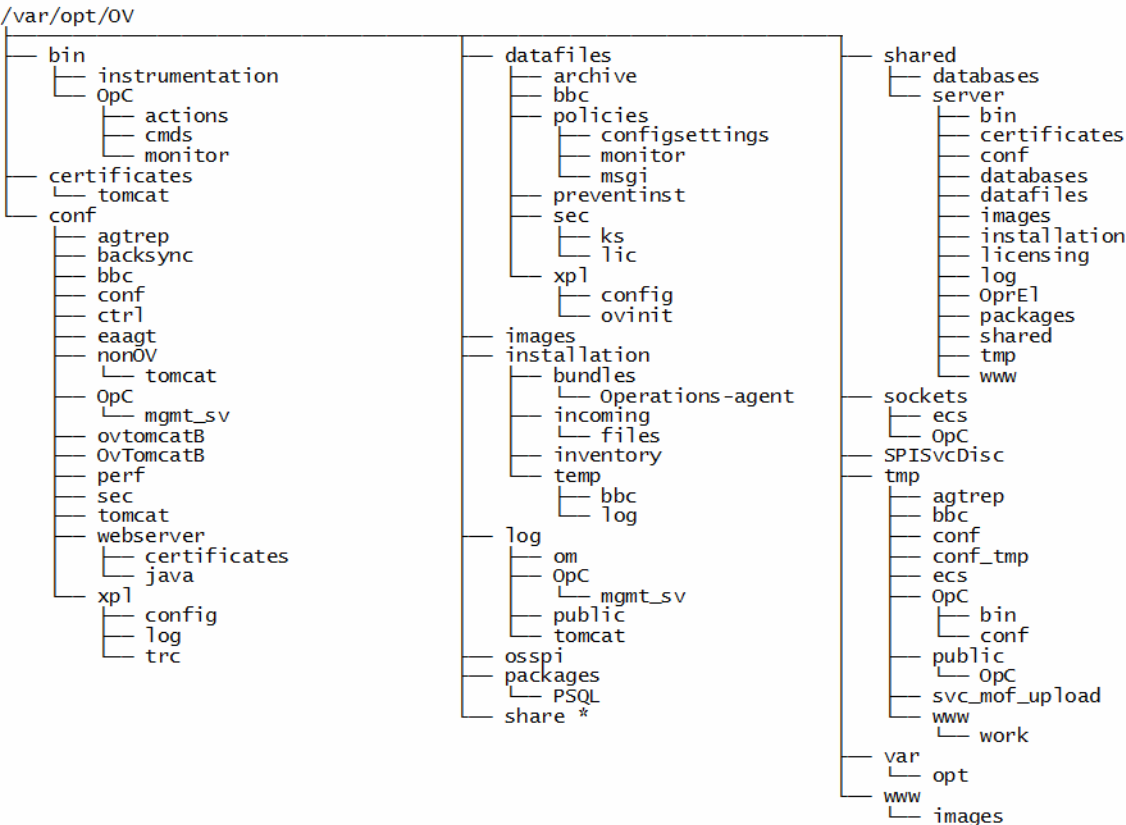 /var/opt/OV
bin
instrumentation
OpC
actions
cmds
monitor
certificates
tomcat
conf
agtrep
backsync
bbc
conf
ctrl
eaagt
nonOV
tomcat
OpC
mgmt_sv
ovtomcatB
OvTomcatB
perf
sec
tomcat
webserver
certificates
java
xpl
config
log
trc
datafiles
archive
bbc
policies
configsettings
monitor
msgi
preventinst
sec
ks
lic
xpl
config
ovinit
images
installation
bundles
Operations-agent
incoming
files
inventory
temp
bbc
log
log
om
OpC
mgmt_sv
public
tomcat
osspi
packages
PSQL
share *
shared
databases
server
bin
certificates
conf
databases
datafiles
images
installation
licensing
log
OprEl
packages
shared
tmp
www
sockets
ecs
OpC
SPISvcDisc
tmp
agtrep
bbc
conf
conf_tmp
ecs
OpC
bin
conf
public
OpC
svc_mof_upload
www
work
var
opt
www
images